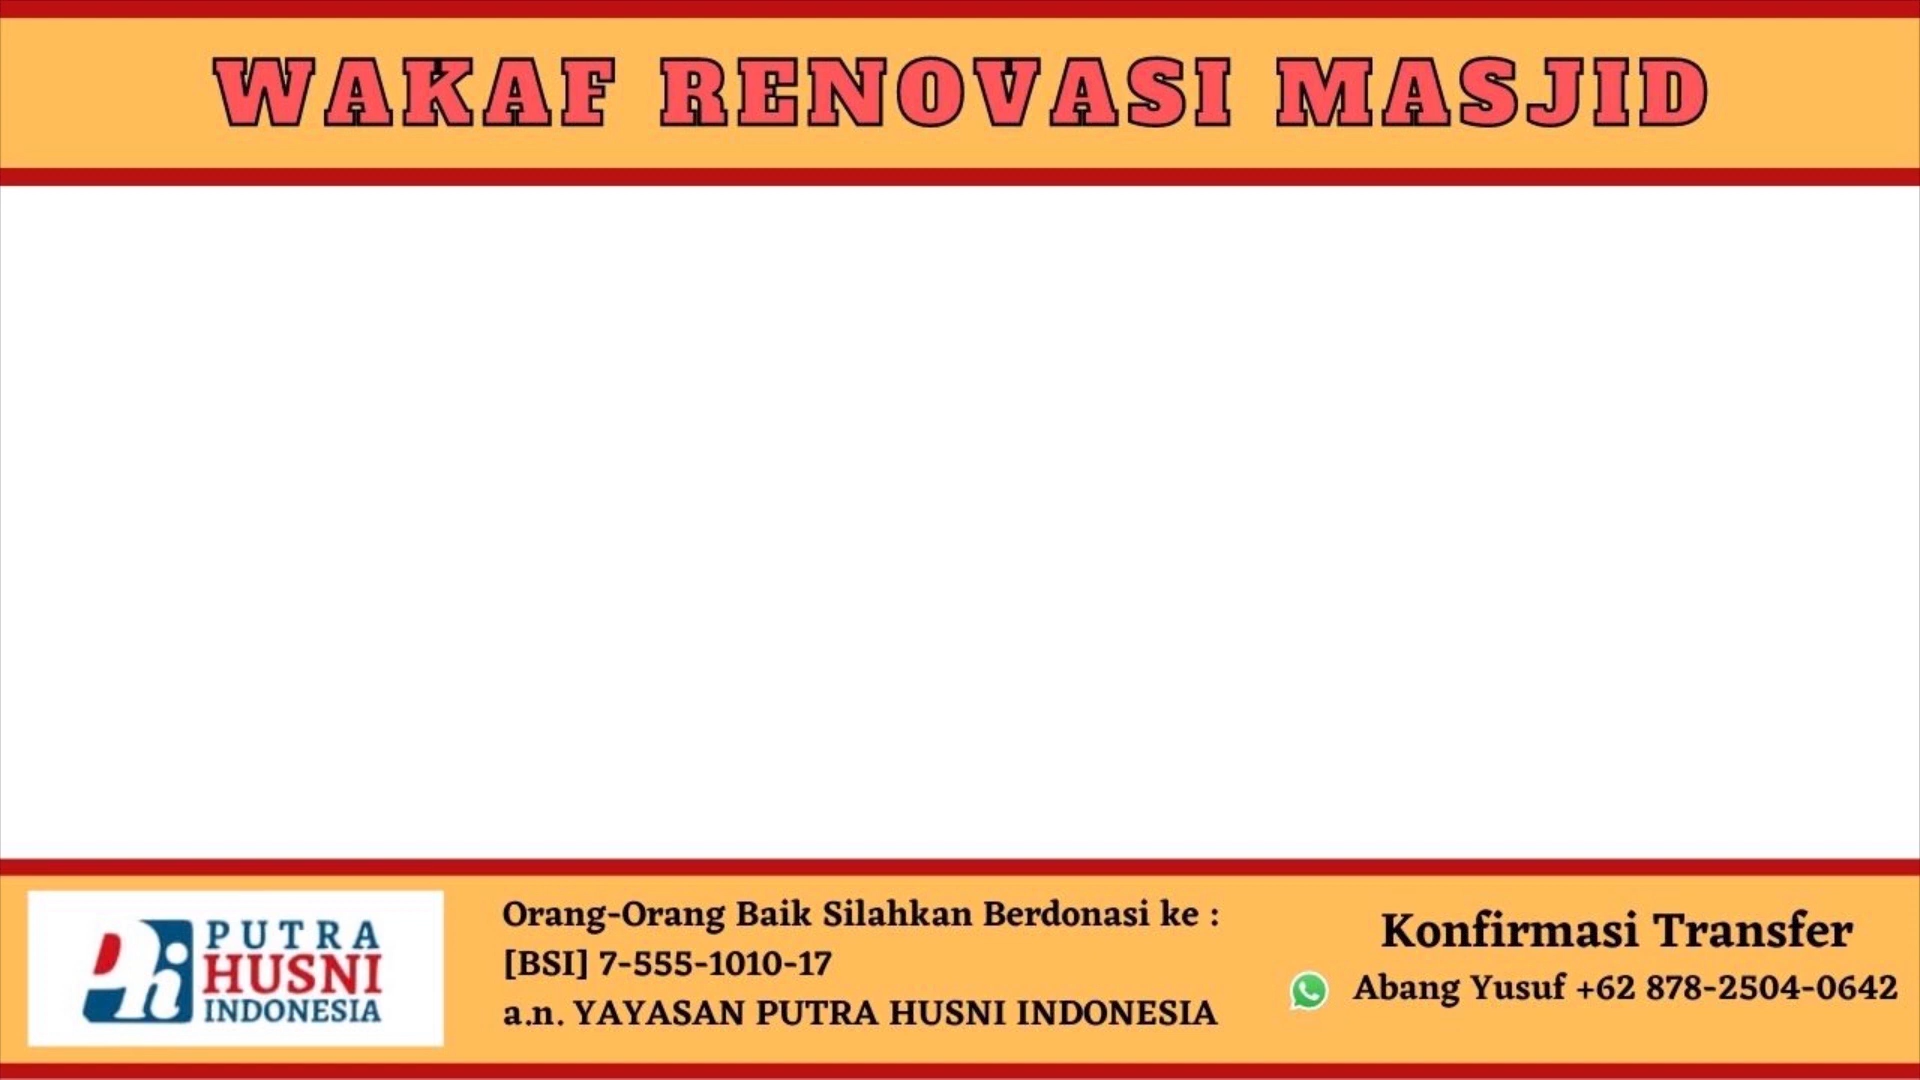 WAKAF RENOVASI MASJID
PUTRA
HUSNI
INDONESIA
Orang-Orang Baik Silahkan Berdonasi ke :
[BSI] 7-555-1010-17
a.n. YAYASAN PUTRA HUSNI INDONESIA
Konfirmasi Transfer
Abang Yusuf +62 878-2504-0642